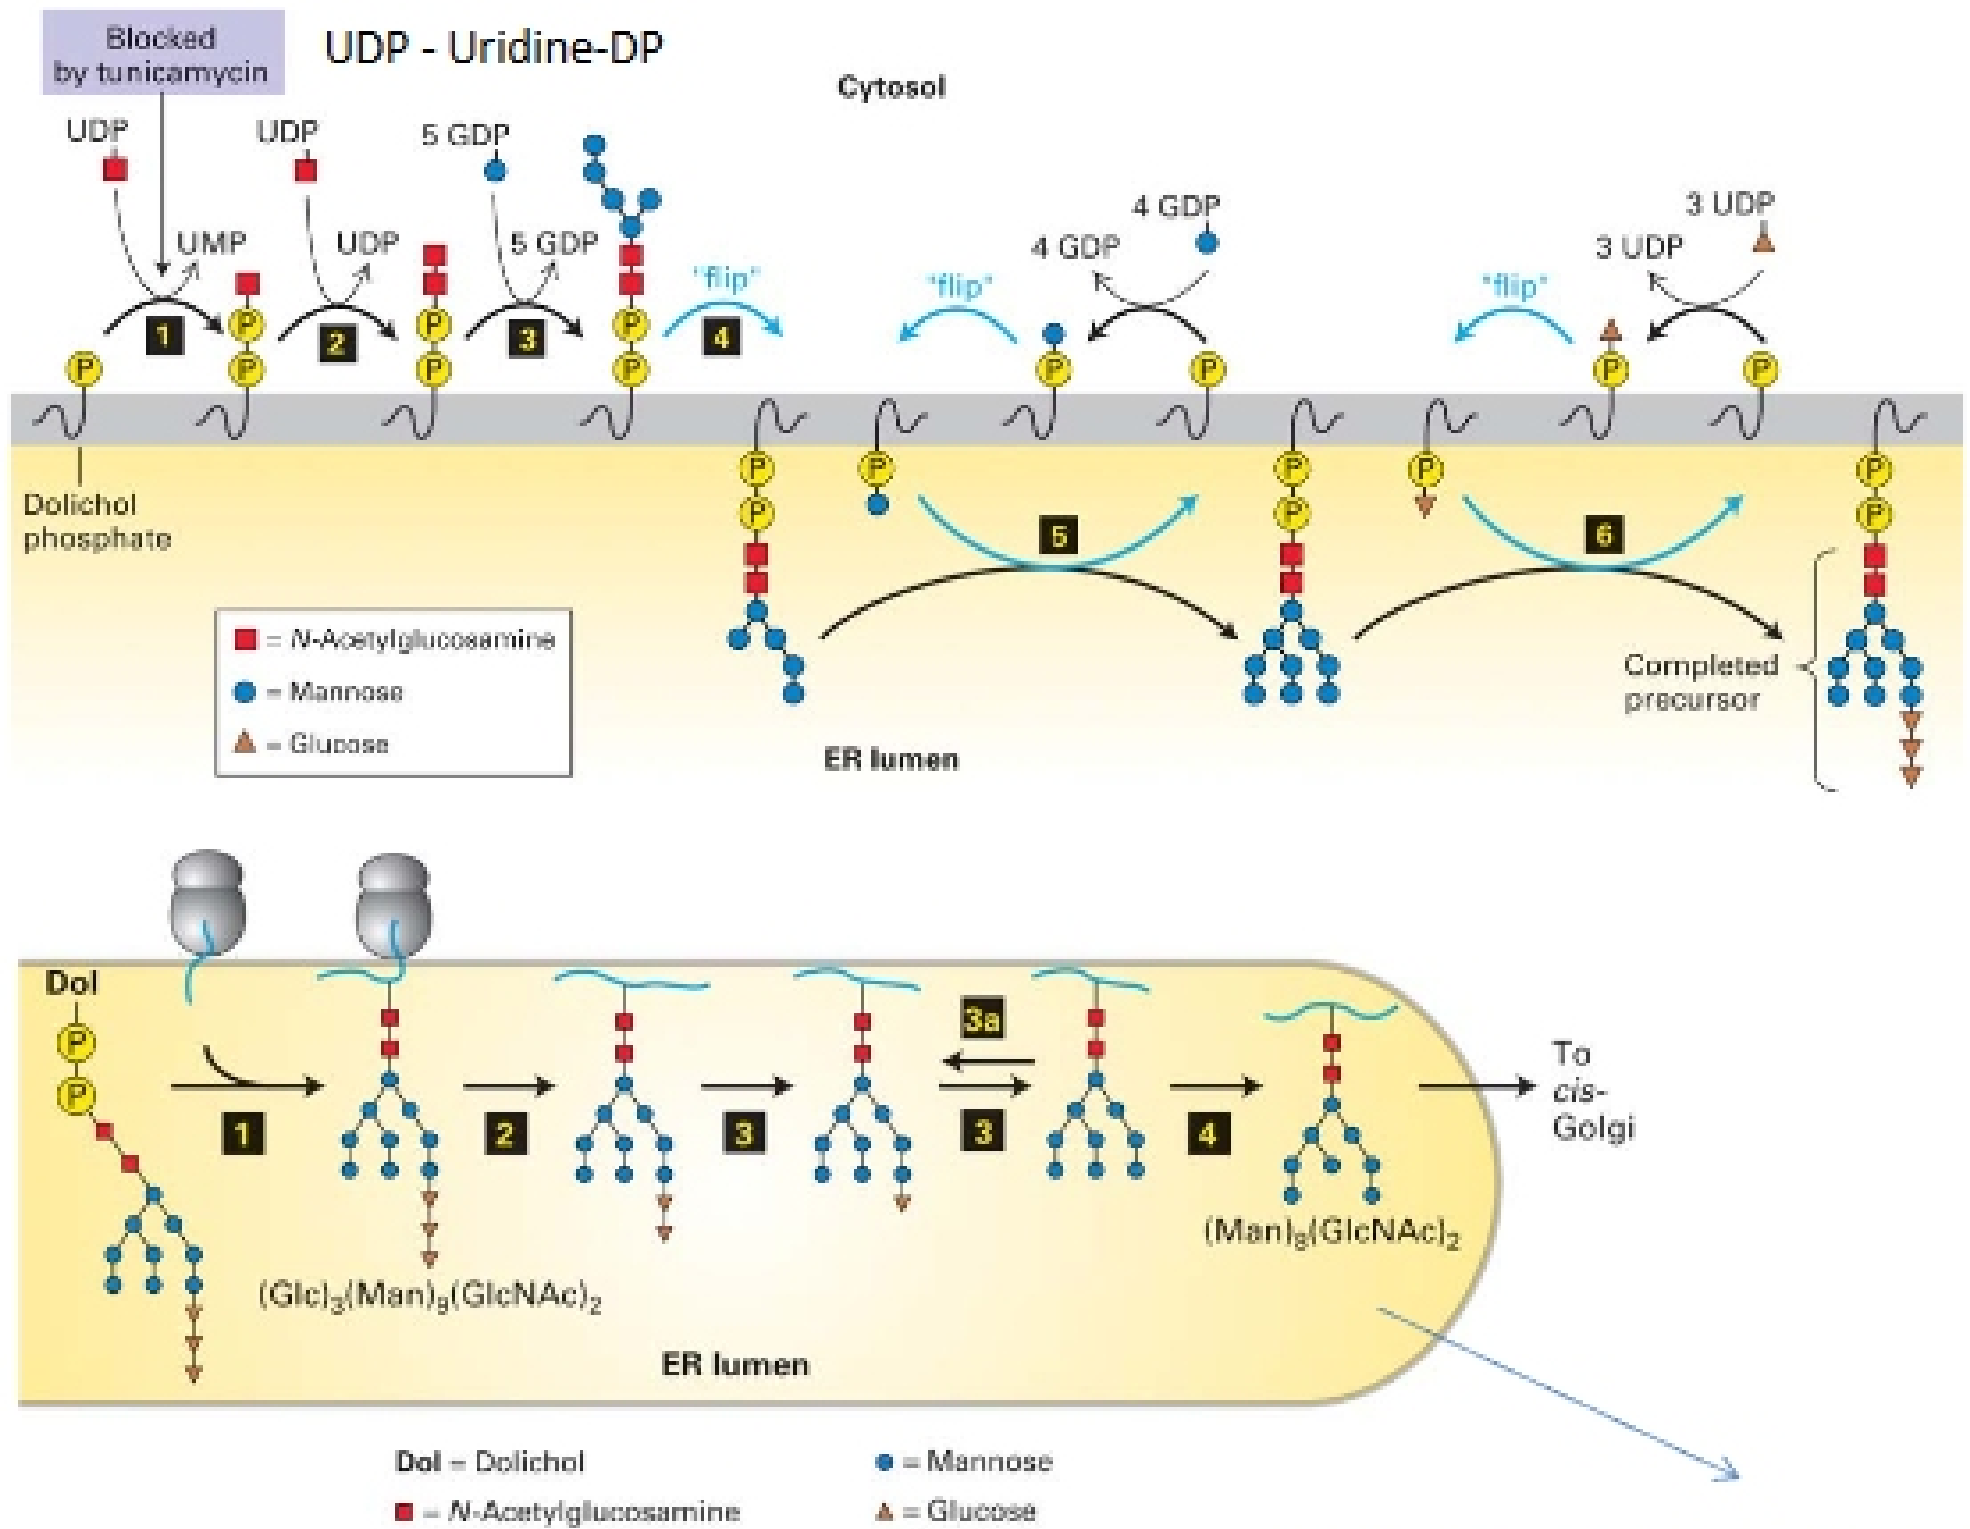 Blocked
by tunicamycin
UDP - Uridine-DP
Cytosol
UDP
UDP
5 GDP
UMP
UDP
5 GDP
"flip"
"flip"
4 GDP
4 GDP
"flip"
3 UDP
3 UDP
1
2
3
4
P
P
P
P
P
P
P
P
P
P
P
Dolichol
phosphate
P
P
P
P
P
P
P
P
5
6
= N-Acetylglucosamine
= Mannose
= Glucose
Completed
precursor
ER lumen
Dol
P
P
1
2
3
3a
3
4
To
cis-
Golgi
(Glc)3(Man)9(GlcNAc)2
(Man)8(GlcNAc)2
ER lumen
Dol = Dolichol
= Mannose
= N-Acetylglucosamine
= Glucose